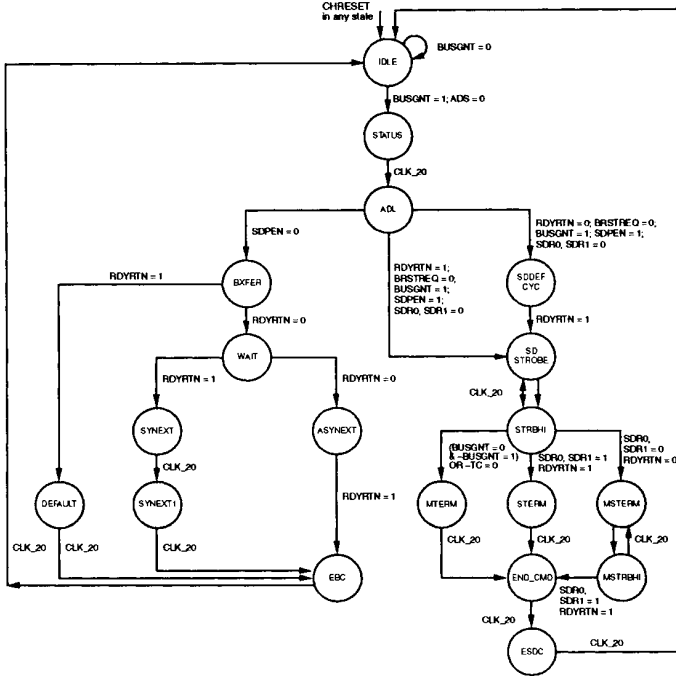 CHRESET
in any state
IDLE
BUSGNT = 0
BUSGNT = 1; ADS = 0
STATUS
CLK_20
ADL
SDPEN = 0
RDYRTN = 0; BRSTREQ = 0;
BUSGNT = 1; SDPEN = 1;
SDR0, SDR1 = 0
RDYRTN = 1;
BRSTREQ = 0;
BUSGNT = 1;
SDPEN = 1;
SDR0, SDR1 = 0
RDYRTN = 1
BXFER
SDDEF
CYC
RDYRTN = 0
RDYRTN = 1
WAIT
SD
STROBE
RDYRTN = 1
RDYRTN = 0
CLK_20
SYNEXT
ASYNEXT
STRBHI
(BUSGNT = 0
& ~BUSGNT = 1)
OR ~TC = 0
SDR0, SDR1 = 1
RDYRTN = 1
SDR0,
SDR1 = 0
RDYRTN = 0
CLK_20
DEFAULT
SYNEXT1
RDYRTN = 1
MTERM
STERM
MSTERM
CLK_20
CLK_20
CLK_20
CLK_20
CLK_20
CLK_20
EBC
END_CMD
MSTRBHI
SDR0,
SDR1 = 1
RDYRTN = 1
CLK_20
ESDC
CLK_20